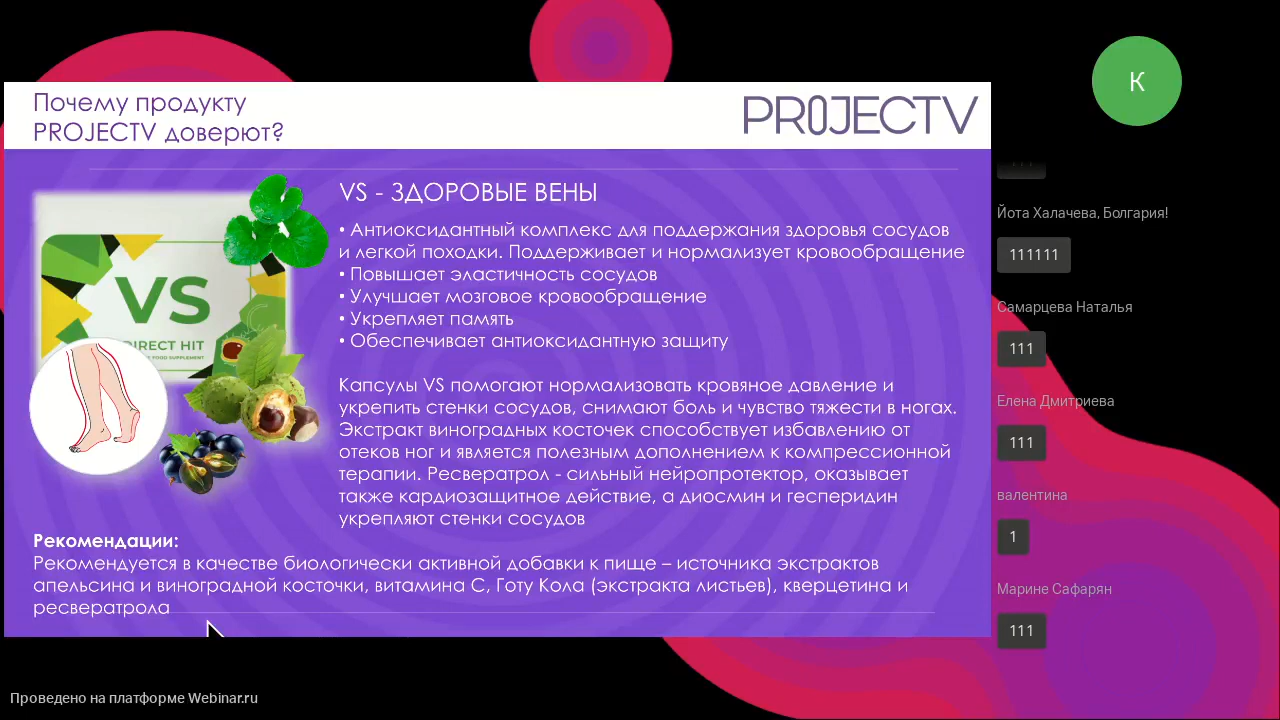 Почему продукту
PROJECTV доверют?
PROJECTV
VS - ЗДОРОВЫЕ ВЕНЫ
• Антиоксидантный комплекс для поддержания здоровья сосудов
и легкой походки. Поддерживает и нормализует кровообращение
• Повышает эластичность сосудов
• Улучшает мозговое кровообращение
• Укрепляет память
• Обеспечивает антиоксидантную защиту
Капсулы VS помогают нормализовать кровяное давление и
укрепить стенки сосудов, снимают боль и чувство тяжести в ногах.
Экстракт виноградных косточек способствует избавлению от
отеков ног и является полезным дополнением к компрессионной
терапии. Ресвератрол - сильный нейропротектор, оказывает
также кардиозащитное действие, а диосмин и гесперидин
укрепляют стенки сосудов
VS
DIRECT HIT
FOOD SUPPLEMENT
Рекомендации:
Рекомендуется в качестве биологически активной добавки к пище – источника экстрактов
апельсина и виноградной косточки, витамина С, Готу Кола (экстракта листьев), кверцетина и
ресвератрола
К
111
Йота Халачева, Болгария!
111111
Самарцева Наталья
111
Елена Дмитриева
111
валентина
1
Марине Сафарян
111
Проведено на платформе Webinar.ru